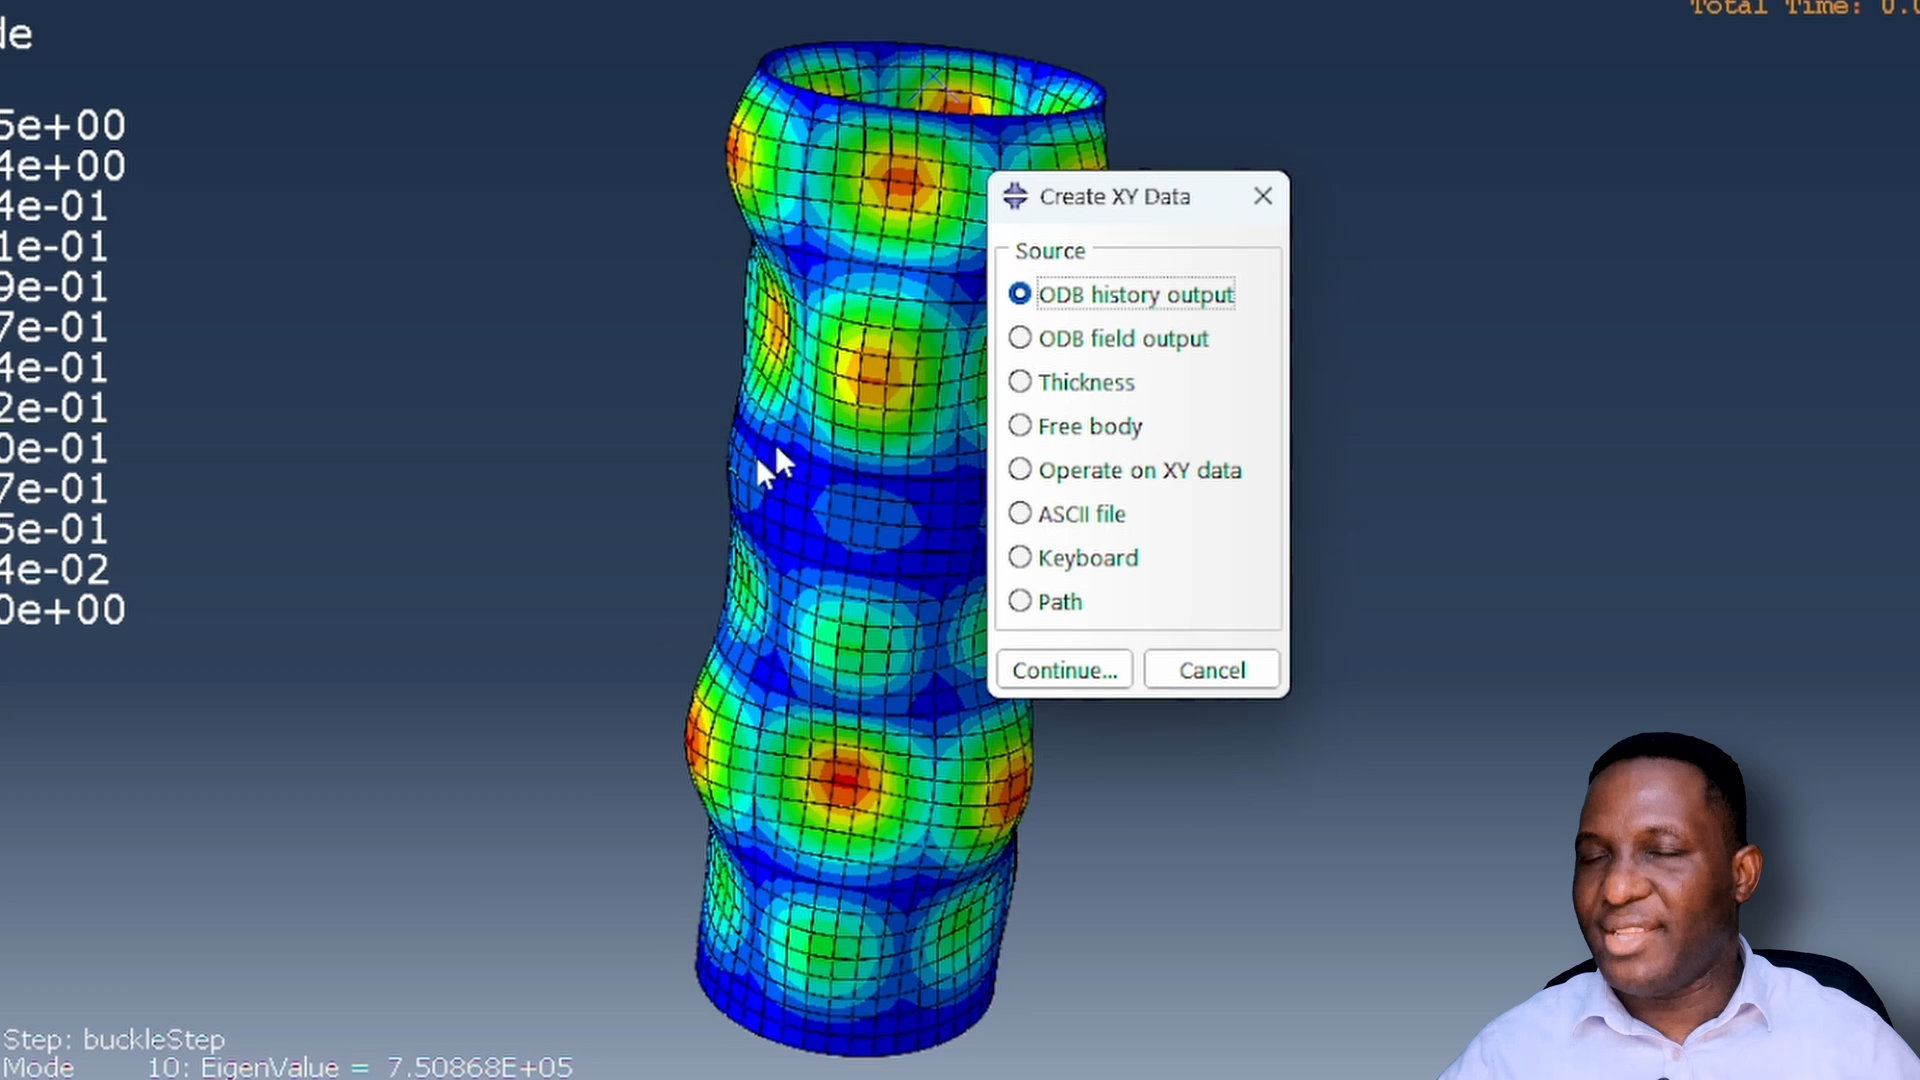 Total Time: 0.
de
5e+00
4e+00
4e-01
1e-01
9e-01
7e-01
4e-01
2e-01
0e-01
7e-01
5e-01
4e-02
0e+00
Create XY Data
Source
ODB history output
ODB field output
Thickness
Free body
Operate on XY data
ASCII file
Keyboard
Path
Continue...
Cancel
Step: buckleStep
Mode 10: EigenValue = 7.50868E+05